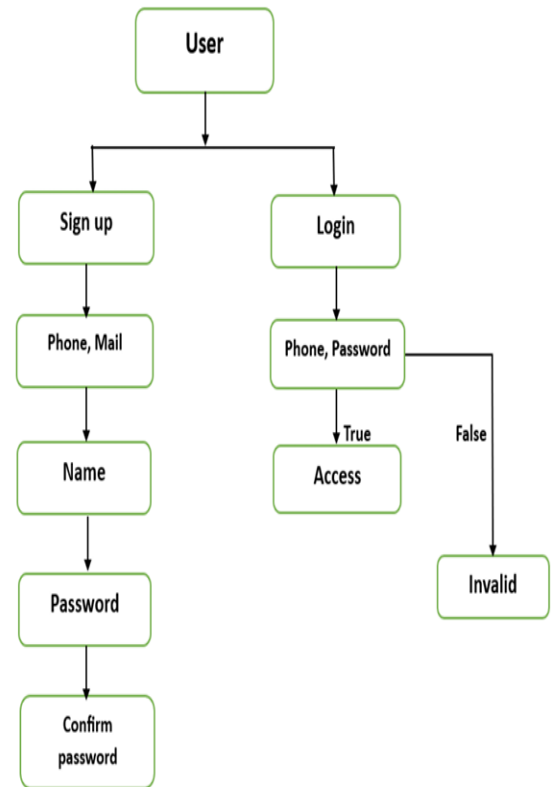 User
Sign up
Login
Phone, Mail
Phone, Password
True
False
Name
Access
Password
Invalid
Confirm
password